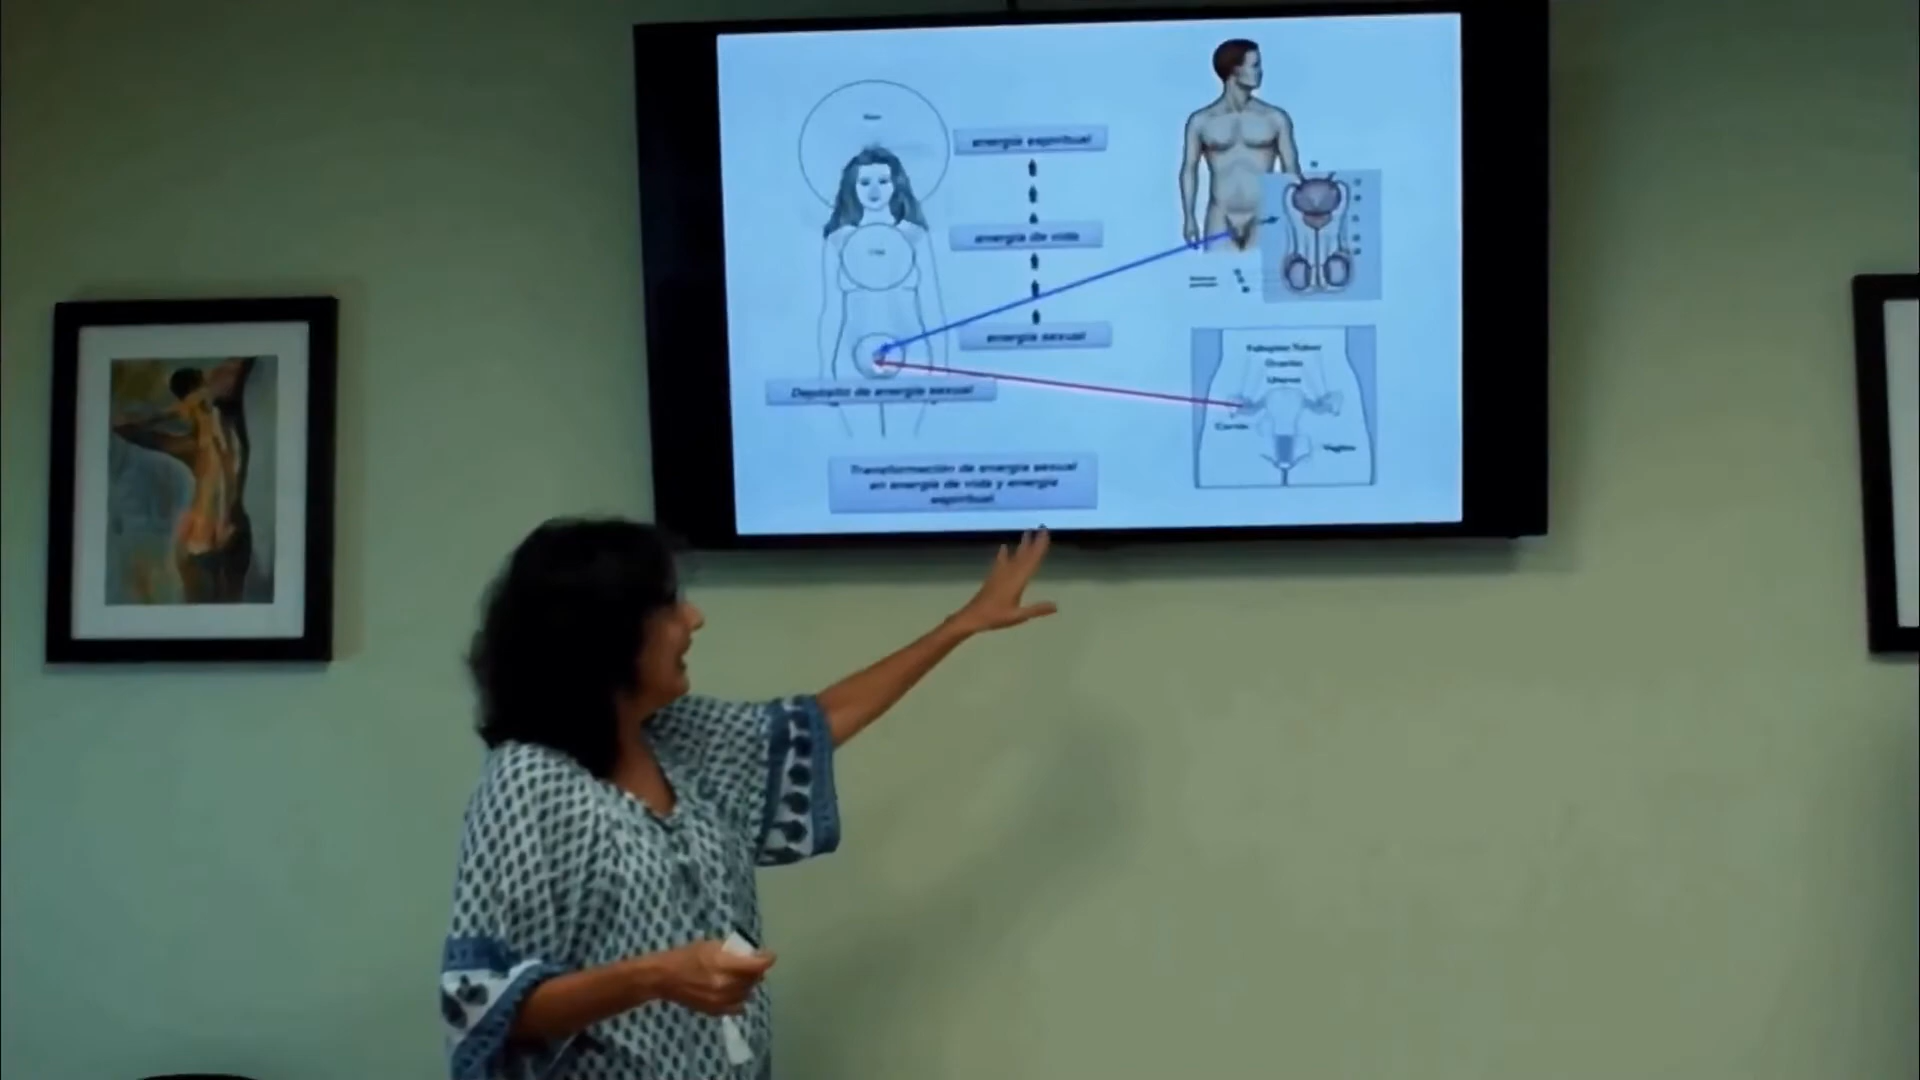 energía espiritual
energía de vida
energía sexual
Depósito de energía sexual
Transformación de energía sexual
en energía de vida y energía
espiritual
Fallopian Tubes
Ovaries
Uterus
Cervix
Vagina